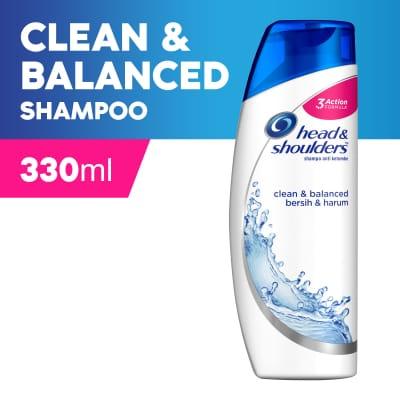 CLEAN &
BALANCED
SHAMPOO
330ml
3 Action
FORMULA
head&
shoulders
shampo anti ketombe
clean & balanced
bersih & harum